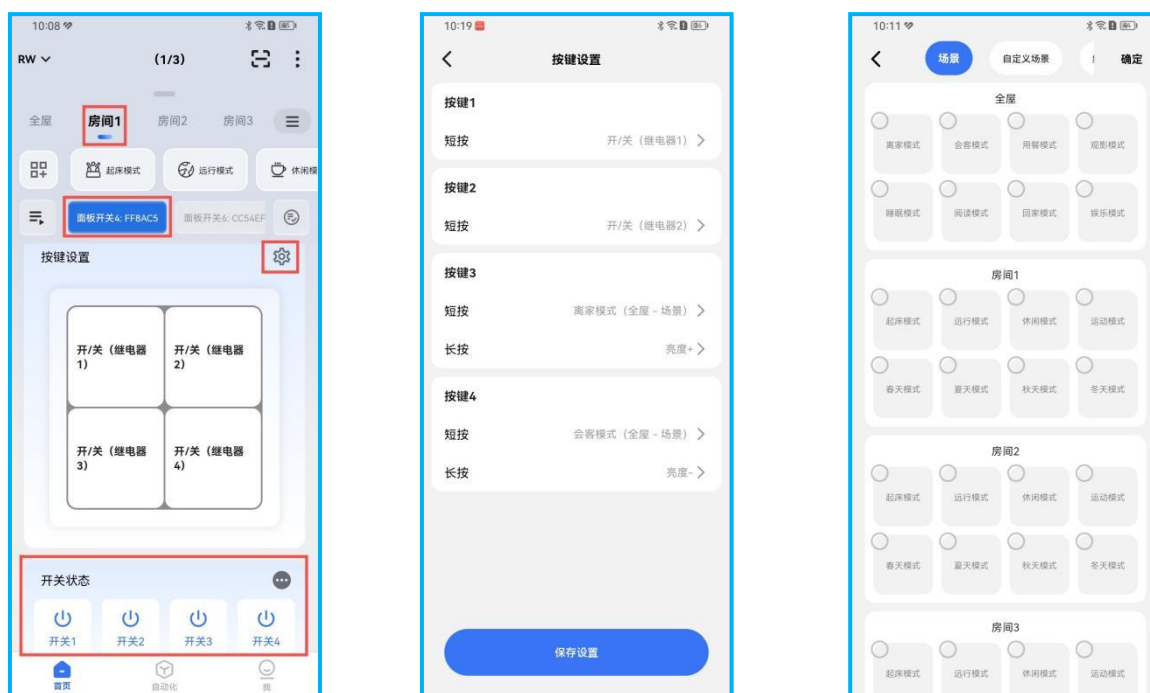 10:08
RW
(1/3)
全屋 房间1 房间2 房间3
起床模式 运行模式 休闲模
面板开关4: FF8AC5 面板开关6: CC54EF
按键设置
开/关（继电器1） 开/关（继电器2）
开/关（继电器3） 开/关（继电器4）
开关状态
开关1 开关2 开关3 开关4
首页 自动化 我
10:19
按键设置
按键1
短按 开/关（继电器1）
按键2
短按 开/关（继电器2）
按键3
短按 离家模式（全屋 - 场景）
长按 亮度+
按键4
短按 会客模式（全屋 - 场景）
长按 亮度-
保存设置
10:11
场景 自定义场景 确定
全屋
离家模式 会客模式 用餐模式 观影模式
睡眠模式 阅读模式 回家模式 娱乐模式
房间1
起床模式 远行模式 休闲模式 运动模式
春天模式 夏天模式 秋天模式 冬天模式
房间2
起床模式 远行模式 休闲模式 运动模式
春天模式 夏天模式 秋天模式 冬天模式
房间3
起床模式 远行模式 休闲模式 运动模式